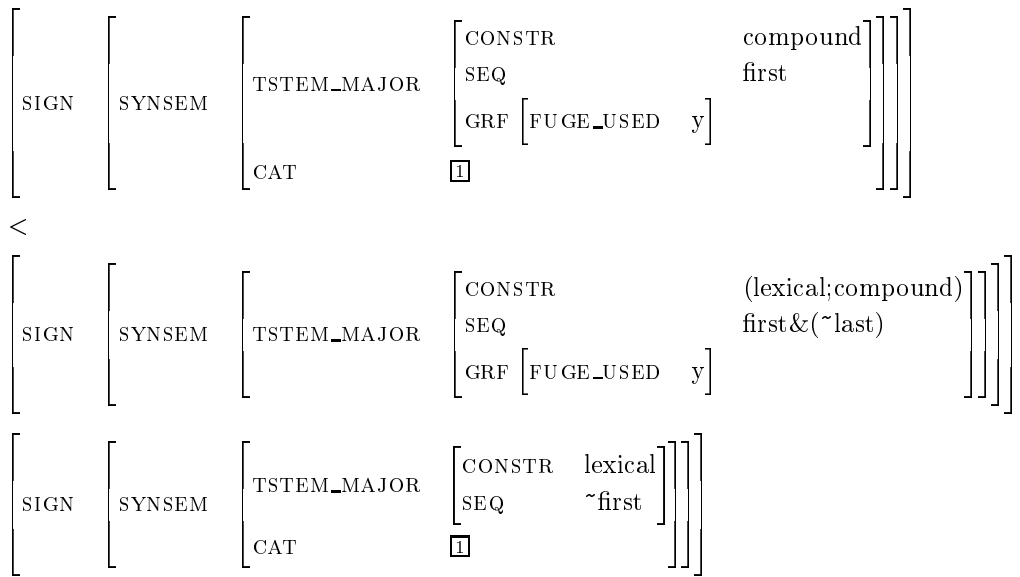 CONSTR compound
SEQ first
TSTEM_MAJOR
SIGN SYNSEM
GRF FUGE_USED y
CAT 1
<
CONSTR (lexical;compound)
SEQ first&(~last)
SIGN SYNSEM TSTEM_MAJOR
GRF FUGE_USED y
CONSTR lexical
TSTEM_MAJOR
SEQ ~first
SIGN SYNSEM
CAT 1